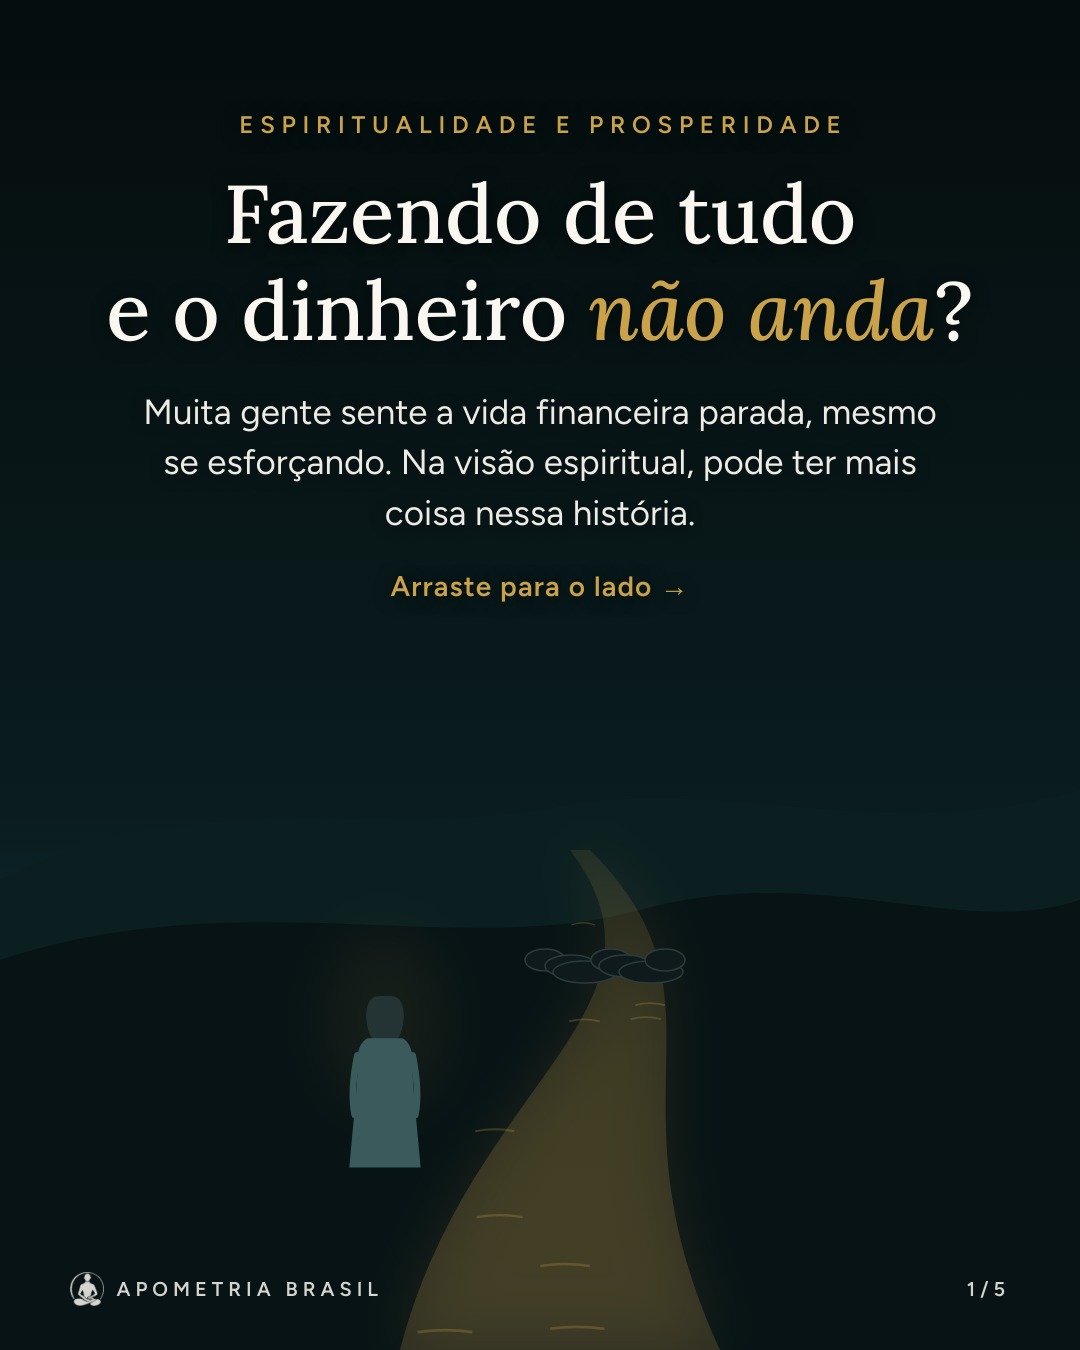 ESPIRITUALIDADE E PROSPERIDADE
Fazendo de tudo
e o dinheiro não anda?
Muita gente sente a vida financeira parada, mesmo
se esforçando. Na visão espiritual, pode ter mais
coisa nessa história.
Arraste para o lado →
APOMETRIA BRASIL
1/5